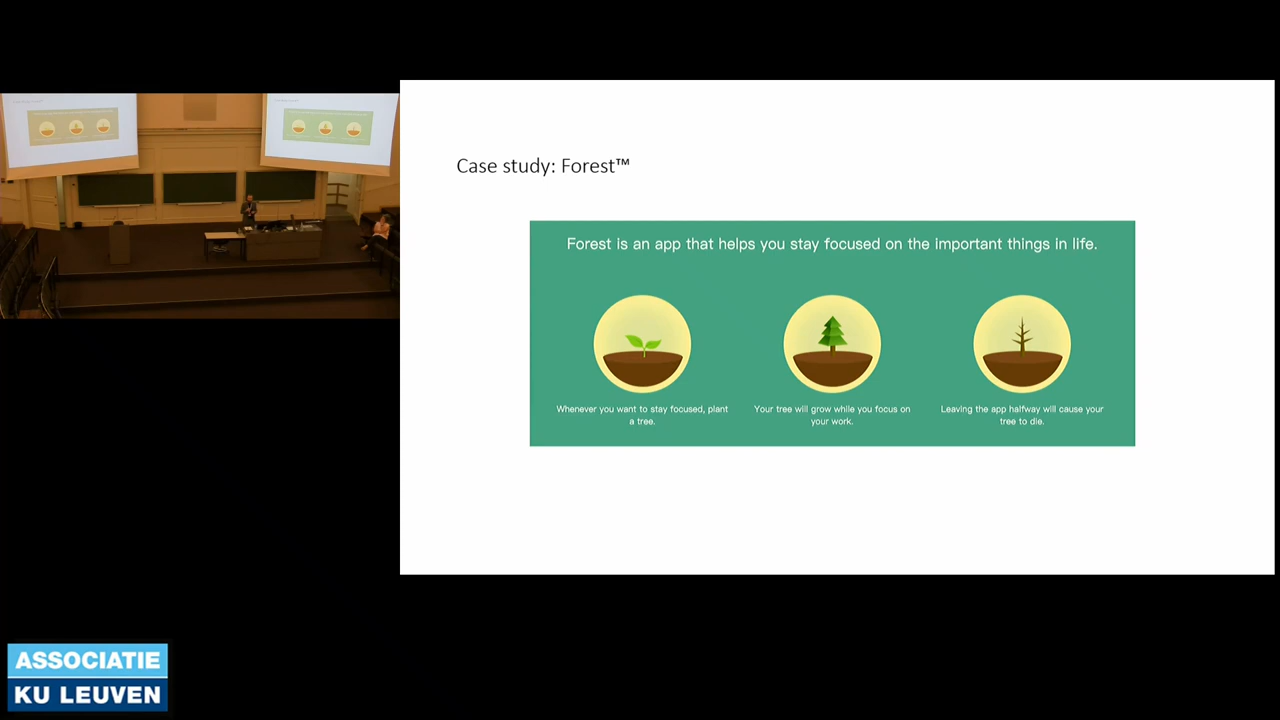 Case study: Forest™
Forest is an app that helps you stay focused on the important things in life.
Whenever you want to stay focused, plant
a tree.
Your tree will grow while you focus on
your work.
Leaving the app halfway will cause your
tree to die.
ASSOCIATIE
KU LEUVEN